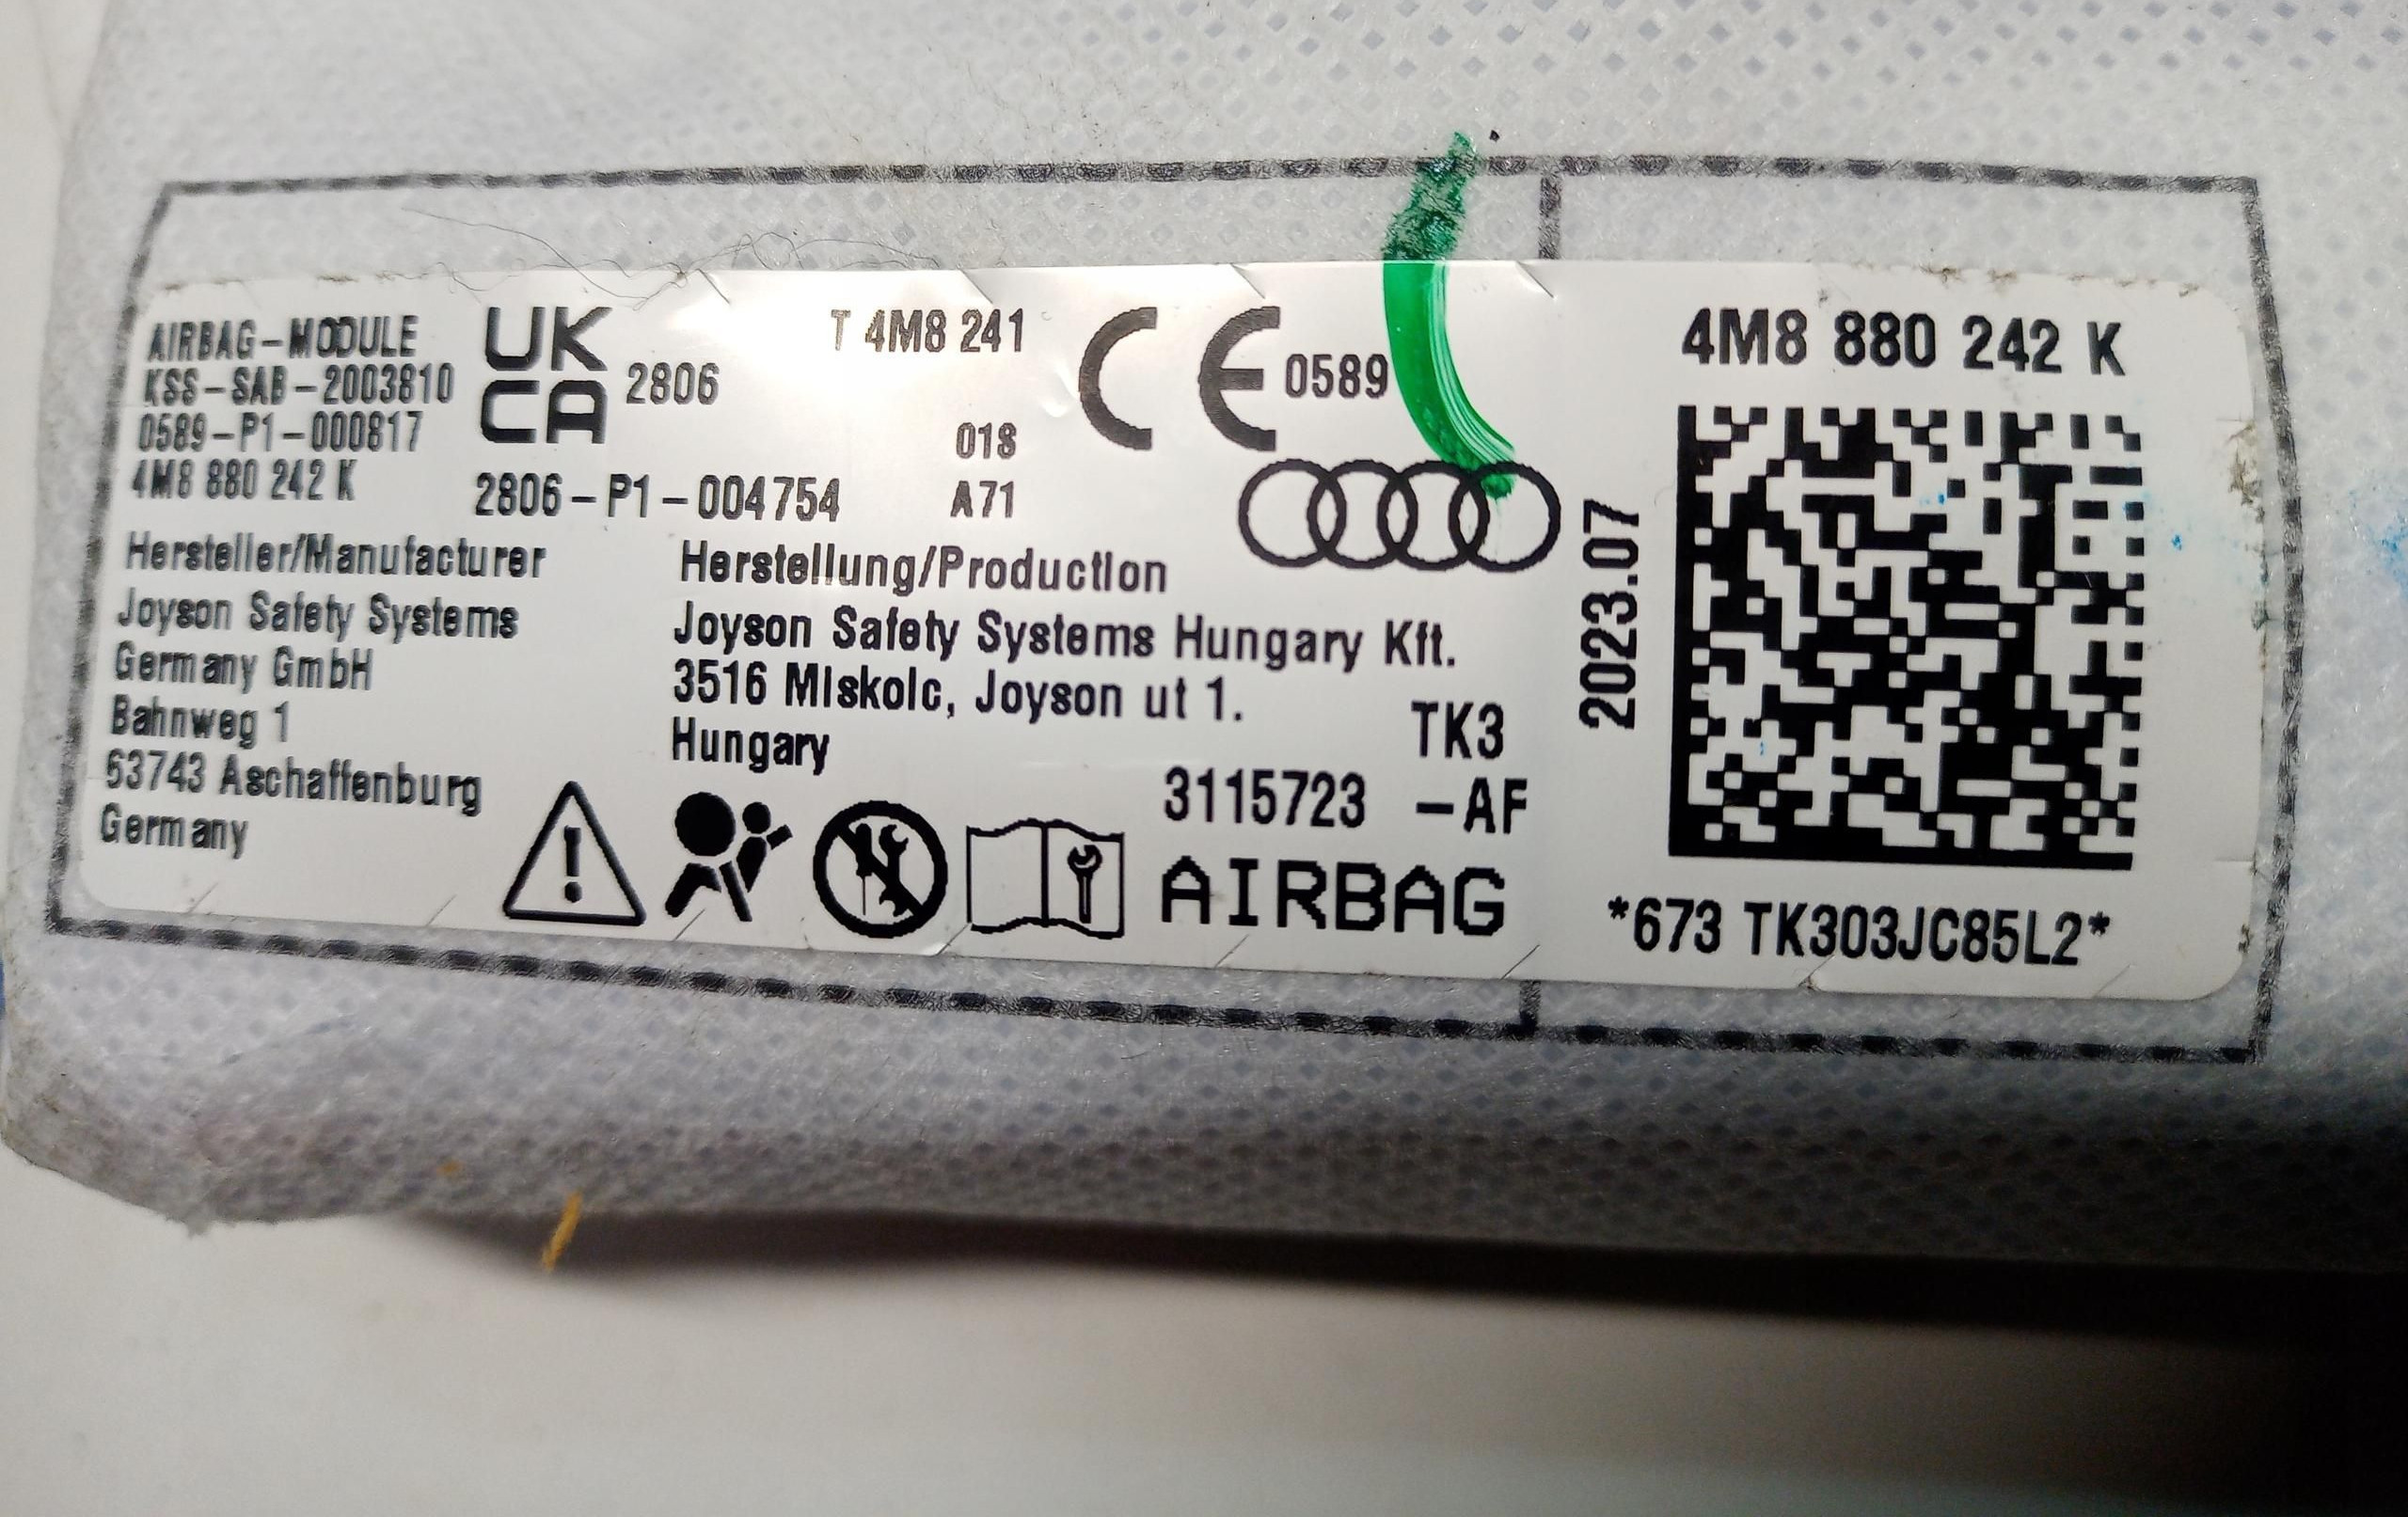 AIRBAG-MODULE
KSS-SAB-2003810
0589-P1-000817
4M8 880 242 K
UK
CA 2806
2806-P1-004754
T 4M8 241
018
A71
CE 0589
Hersteller/Manufacturer
Joyson Safety Systems
Germany GmbH
Bahnweg 1
63743 Aschaffenburg
Germany
Herstellung/Production
Joyson Safety Systems Hungary Kft.
3516 Miskolc, Joyson ut 1.
Hungary
TK3
3115723 -AF
AIRBAG
2023.07
4M8 880 242 K
*673 TK303JC85L2*